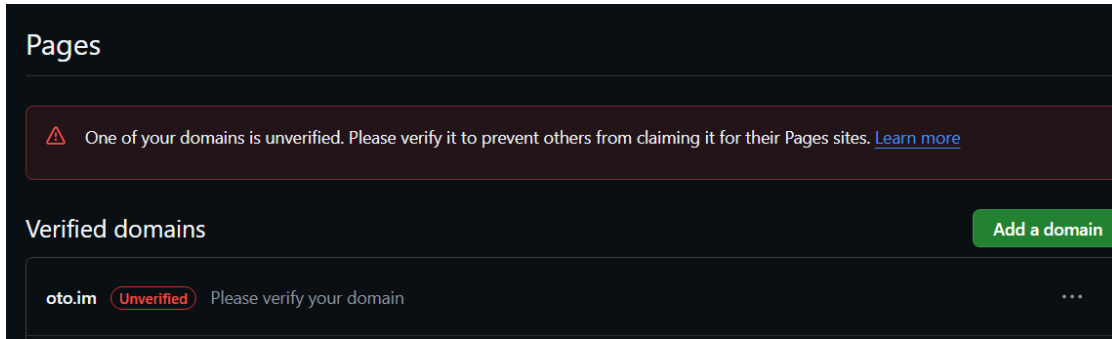 Pages
One of your domains is unverified. Please verify it to prevent others from claiming it for their Pages sites. Learn more
Verified domains
Add a domain
oto.im Unverified Please verify your domain